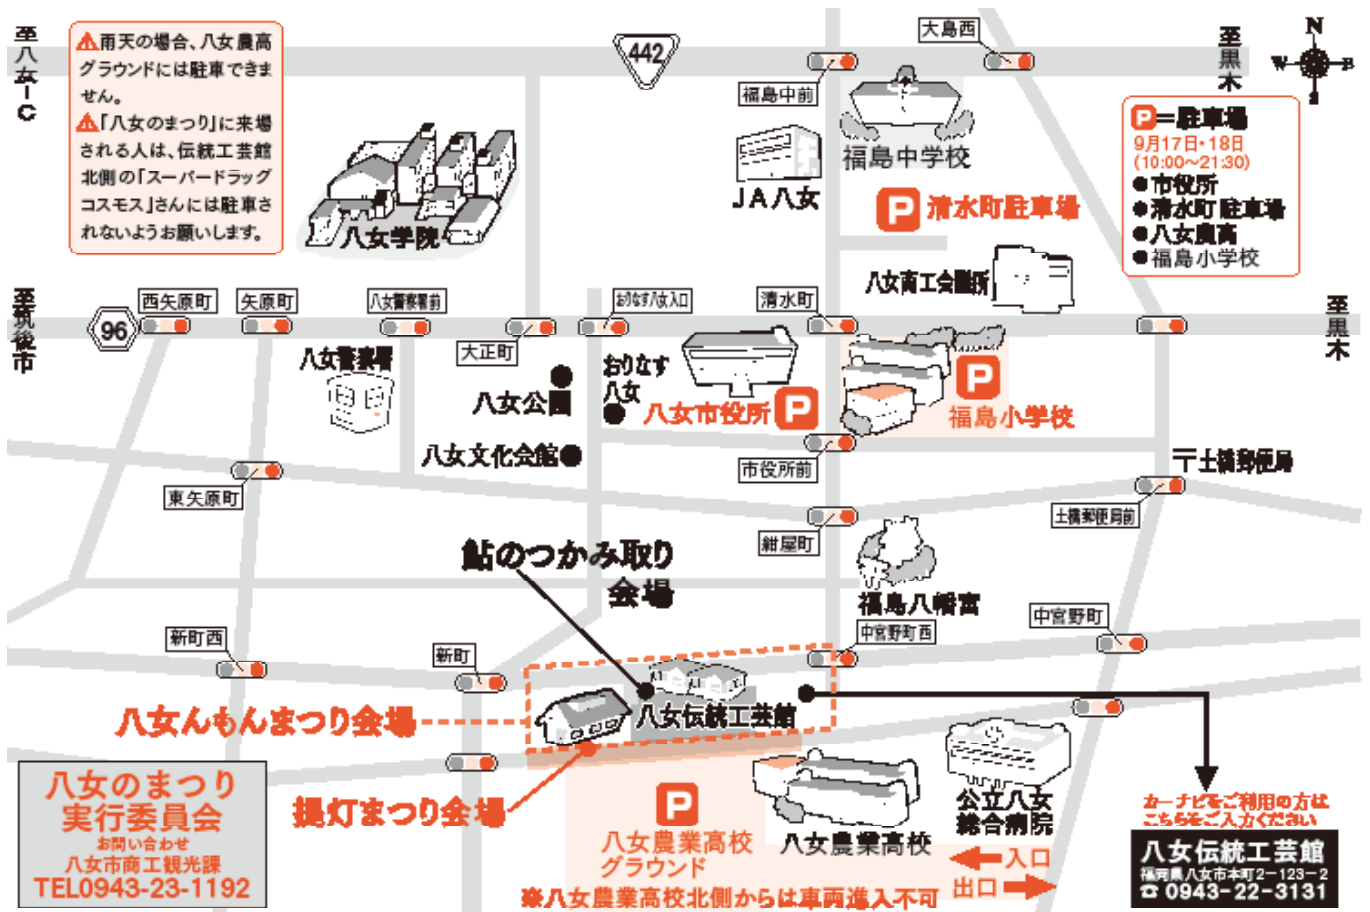 至八女IC
⚠雨天の場合、八女農高
グラウンドには駐車できま
せん。
⚠「八女のまつり」に来場
される人は、伝統工芸館
北側の「スーパードラッグ
コスモス」さんには駐車さ
れないようお願いします。
442
大島西
至黒木
N
W
E
S
福島中前
福島中学校
JA八女
八女学院
P 清水町駐車場
P=駐車場
9月17日・18日
(10:00〜21:30)
●市役所
●清水町駐車場
●八女農高
●福島小学校
八女商工会議所
至筑後市
96
西矢原町
矢原町
八女警察署前
大正町
おりなす八女入口
清水町
至黒木
八女警察署
八女公園
おりなす
八女
八女市役所 P
P
福島小学校
八女文化会館
市役所前
〒土橋郵便局
東矢原町
土橋郵便局前
紺屋町
鮎のつかみ取り
会場
福島八幡宮
中宮野町
中宮野町西
新町西
新町
八女伝統工芸館
八女んもんまつり会場
提灯まつり会場
八女のまつり
実行委員会
お問い合わせ
八女市商工観光課
TEL0943-23-1192
P
八女農業高校
グラウンド
八女農業高校
公立八女
総合病院
入口
出口
※八女農業高校北側からは車両進入不可
カーナビをご利用の方は
こちらをご入力ください
八女伝統工芸館
福岡県八女市本町2-123-2
☎0943-22-3131